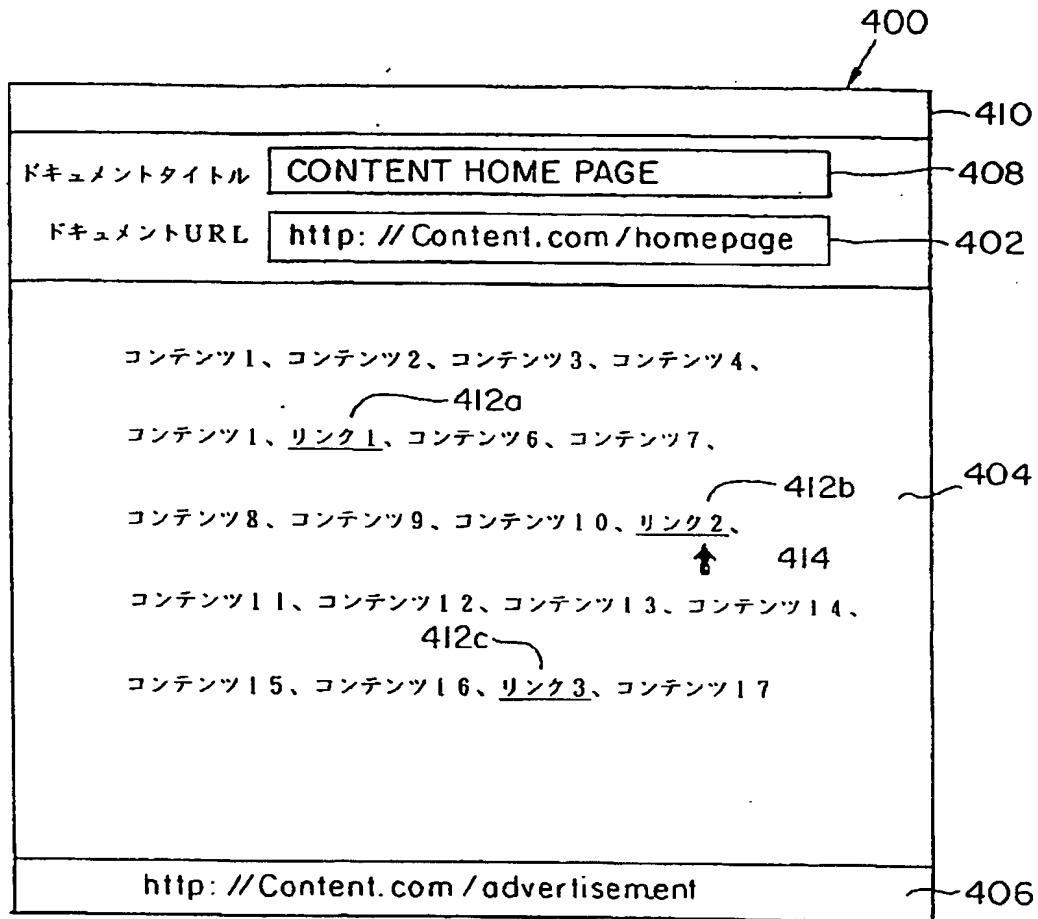 400
410
ドキュメントタイトル CONTENT HOME PAGE 408
ドキュメントURL http://Content.com/homepage 402
コンテンツ1、コンテンツ2、コンテンツ3、コンテンツ4、
412a
コンテンツ1、リンク1、コンテンツ6、コンテンツ7、
412b
404
コンテンツ8、コンテンツ9、コンテンツ10、リンク2、
414
コンテンツ11、コンテンツ12、コンテンツ13、コンテンツ14、
412c
コンテンツ15、コンテンツ16、リンク3、コンテンツ17
http://Content.com/advertisement 406